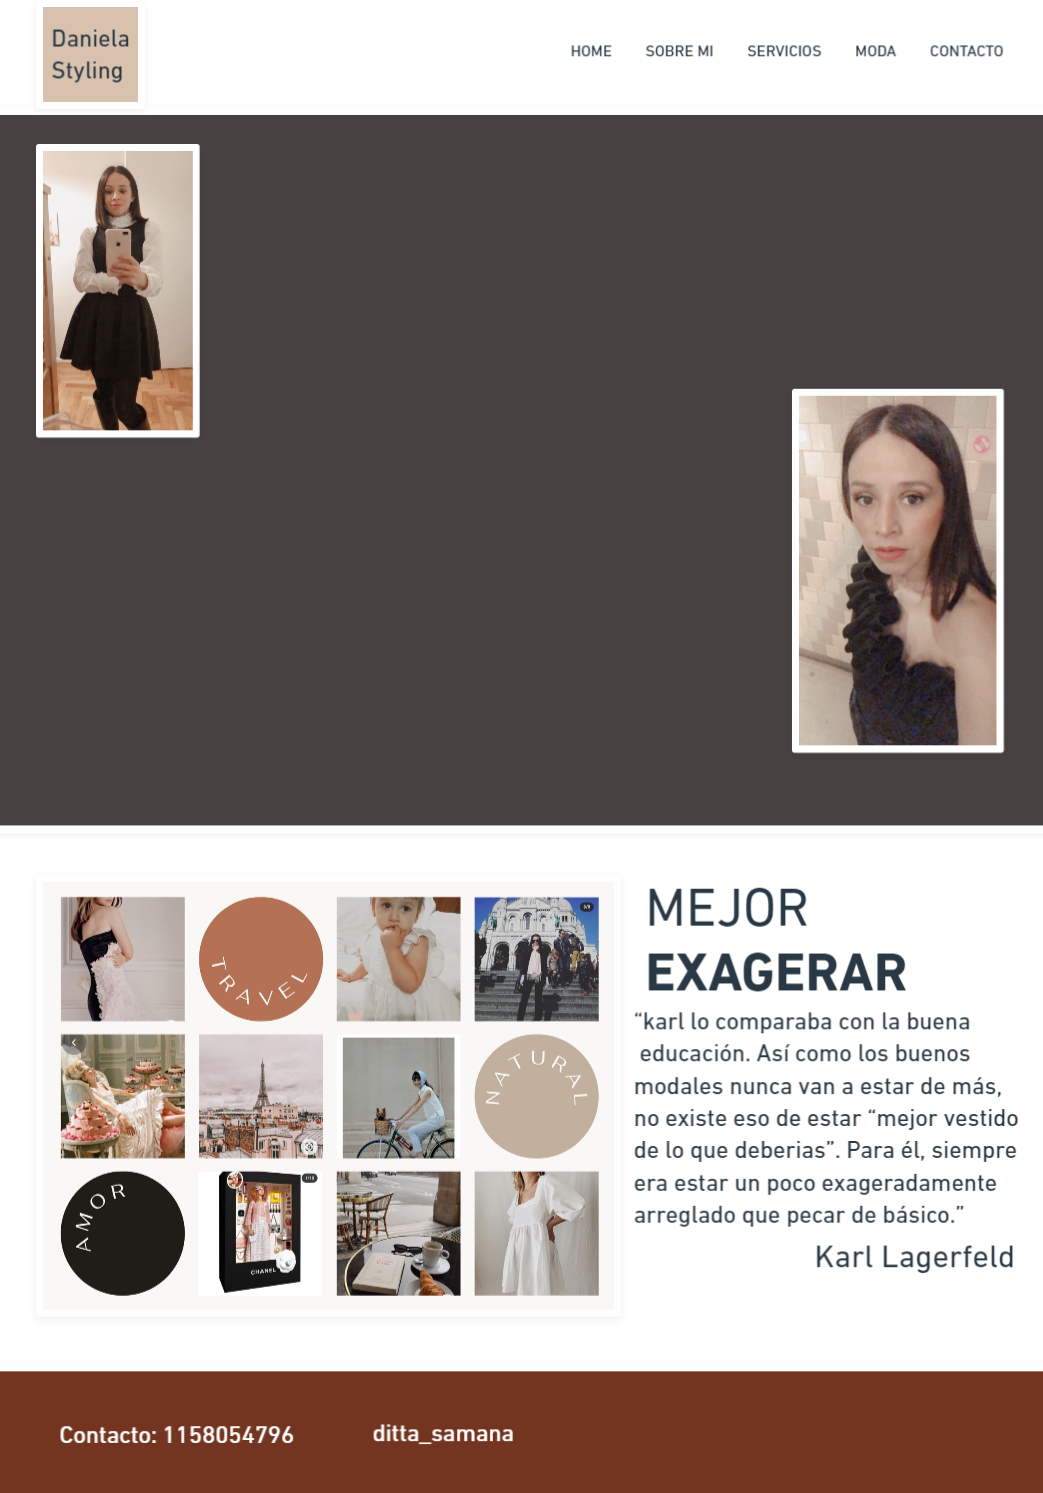 Daniela
Styling
HOME
SOBRE MI
SERVICIOS
MODA
CONTACTO
TRAVEL
NATURAL
AMOR
CHANEL
MEJOR
EXAGERAR
“karl lo comparaba con la buena
educación. Así como los buenos
modales nunca van a estar de más,
no existe eso de estar “mejor vestido
de lo que deberias”. Para él, siempre
era estar un poco exageradamente
arreglado que pecar de básico.”
Karl Lagerfeld
Contacto: 1158054796
ditta_samana